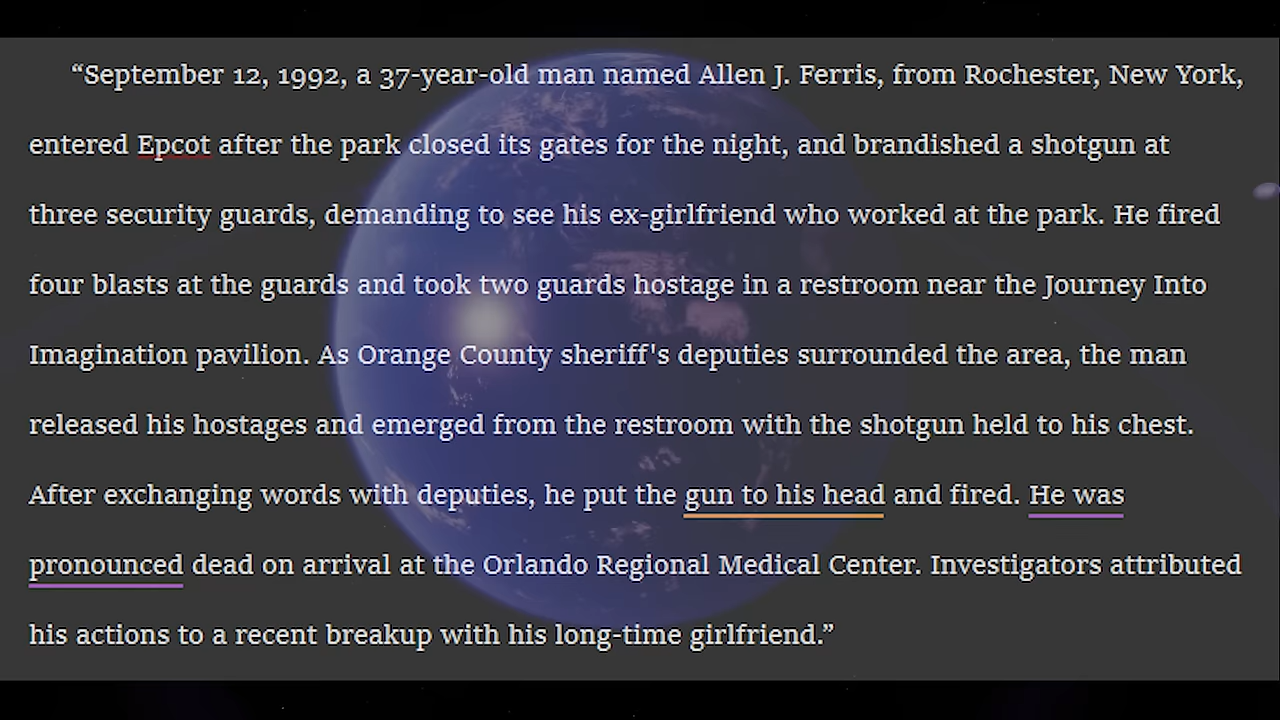 “September 12, 1992, a 37-year-old man named Allen J. Ferris, from Rochester, New York,
entered Epcot after the park closed its gates for the night, and brandished a shotgun at
three security guards, demanding to see his ex-girlfriend who worked at the park. He fired
four blasts at the guards and took two guards hostage in a restroom near the Journey Into
Imagination pavilion. As Orange County sheriff's deputies surrounded the area, the man
released his hostages and emerged from the restroom with the shotgun held to his chest.
After exchanging words with deputies, he put the gun to his head and fired. He was
pronounced dead on arrival at the Orlando Regional Medical Center. Investigators attributed
his actions to a recent breakup with his long-time girlfriend.”